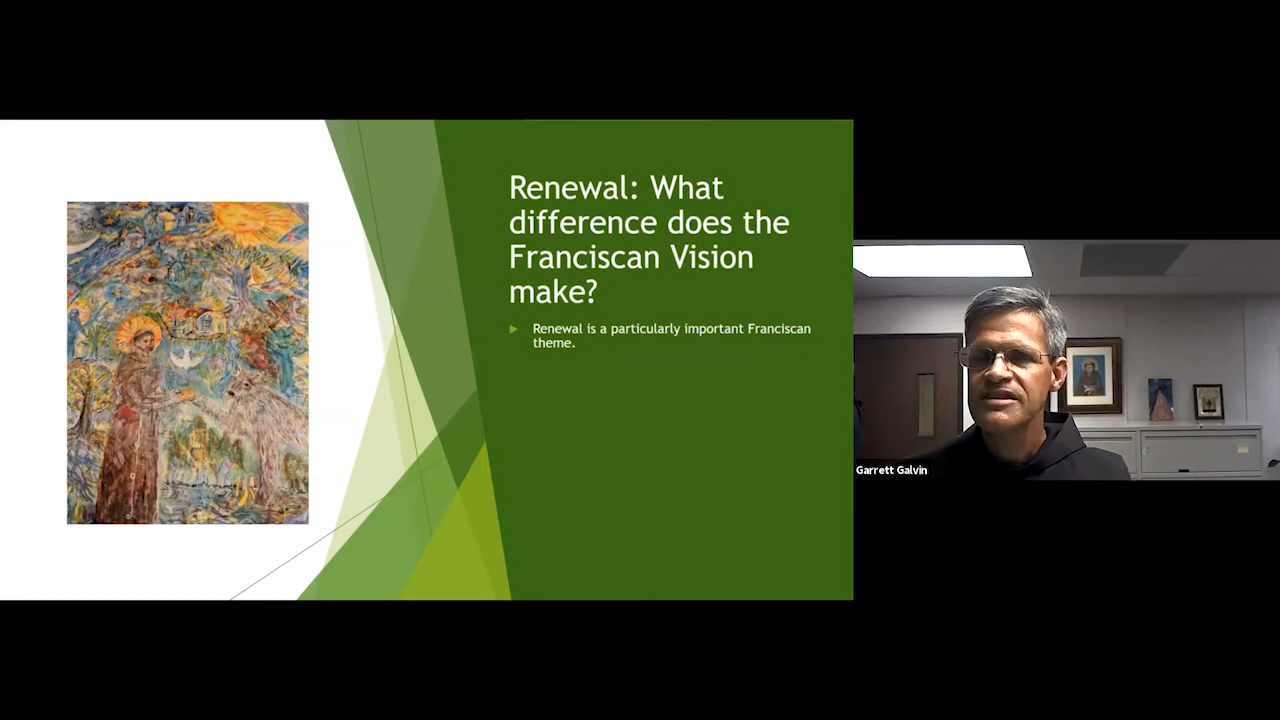 Renewal: What
difference does the
Franciscan Vision
make?
Renewal is a particularly important Franciscan
theme.
Garrett Galvin